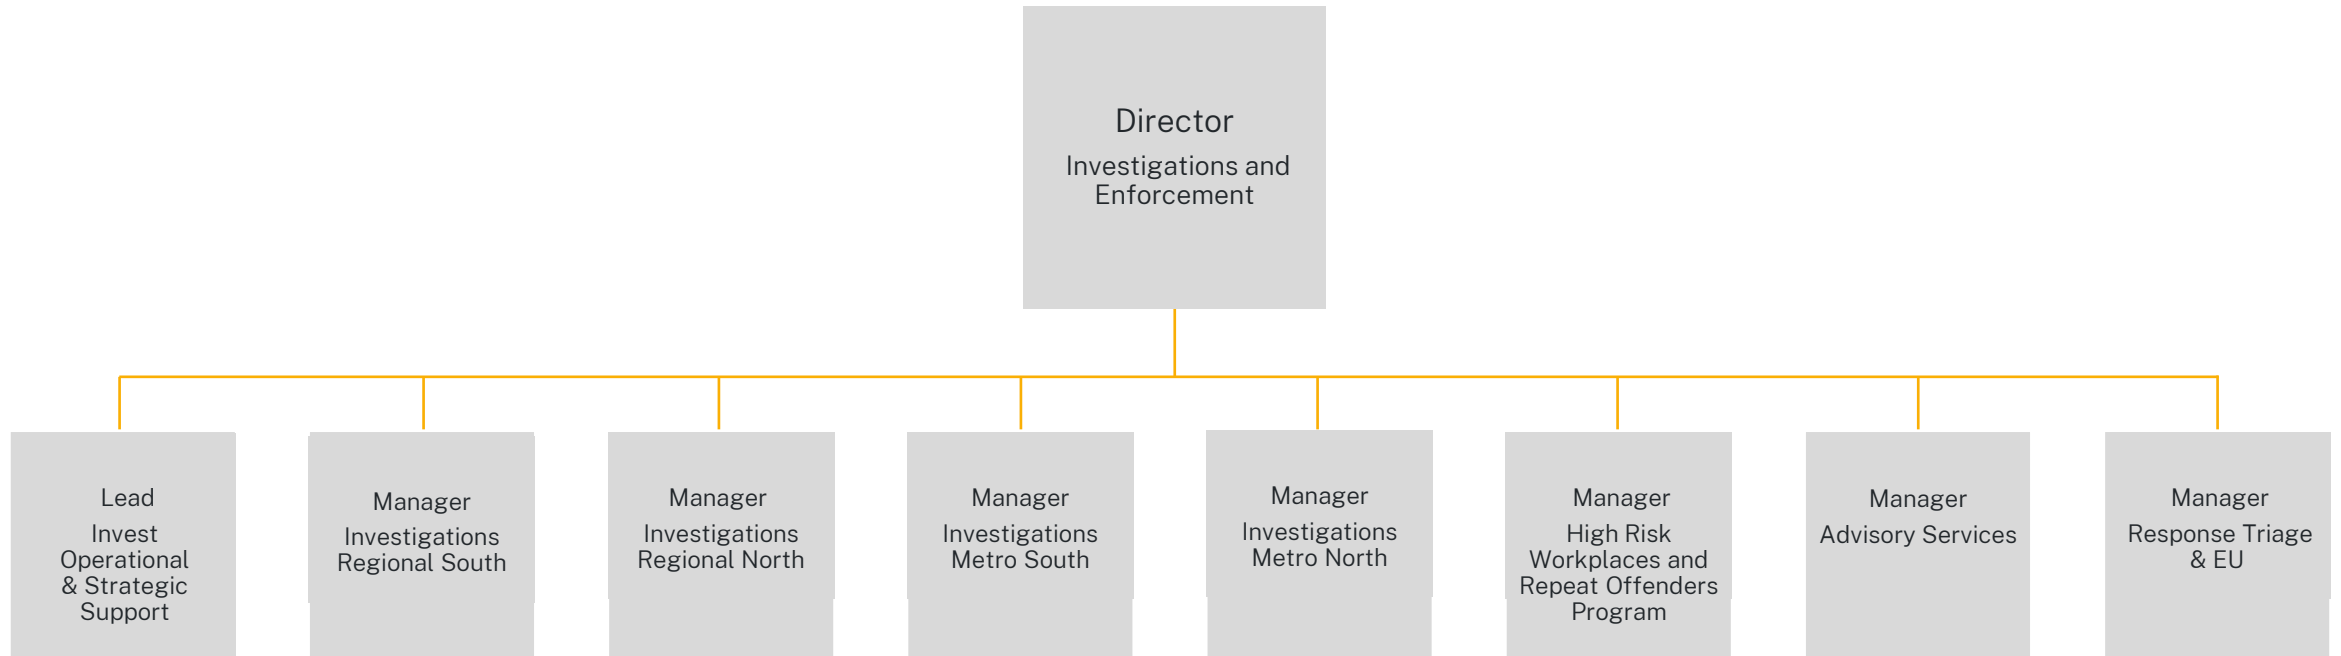 Director
Investigations and
Enforcement
Lead
Invest
Operational
& Strategic
Support
Manager
Investigations
Regional South
Manager
Investigations
Regional North
Manager
Investigations
Metro South
Manager
Investigations
Metro North
Manager
High Risk
Workplaces and
Repeat Offenders
Program
Manager
Advisory Services
Manager
Response Triage
& EU